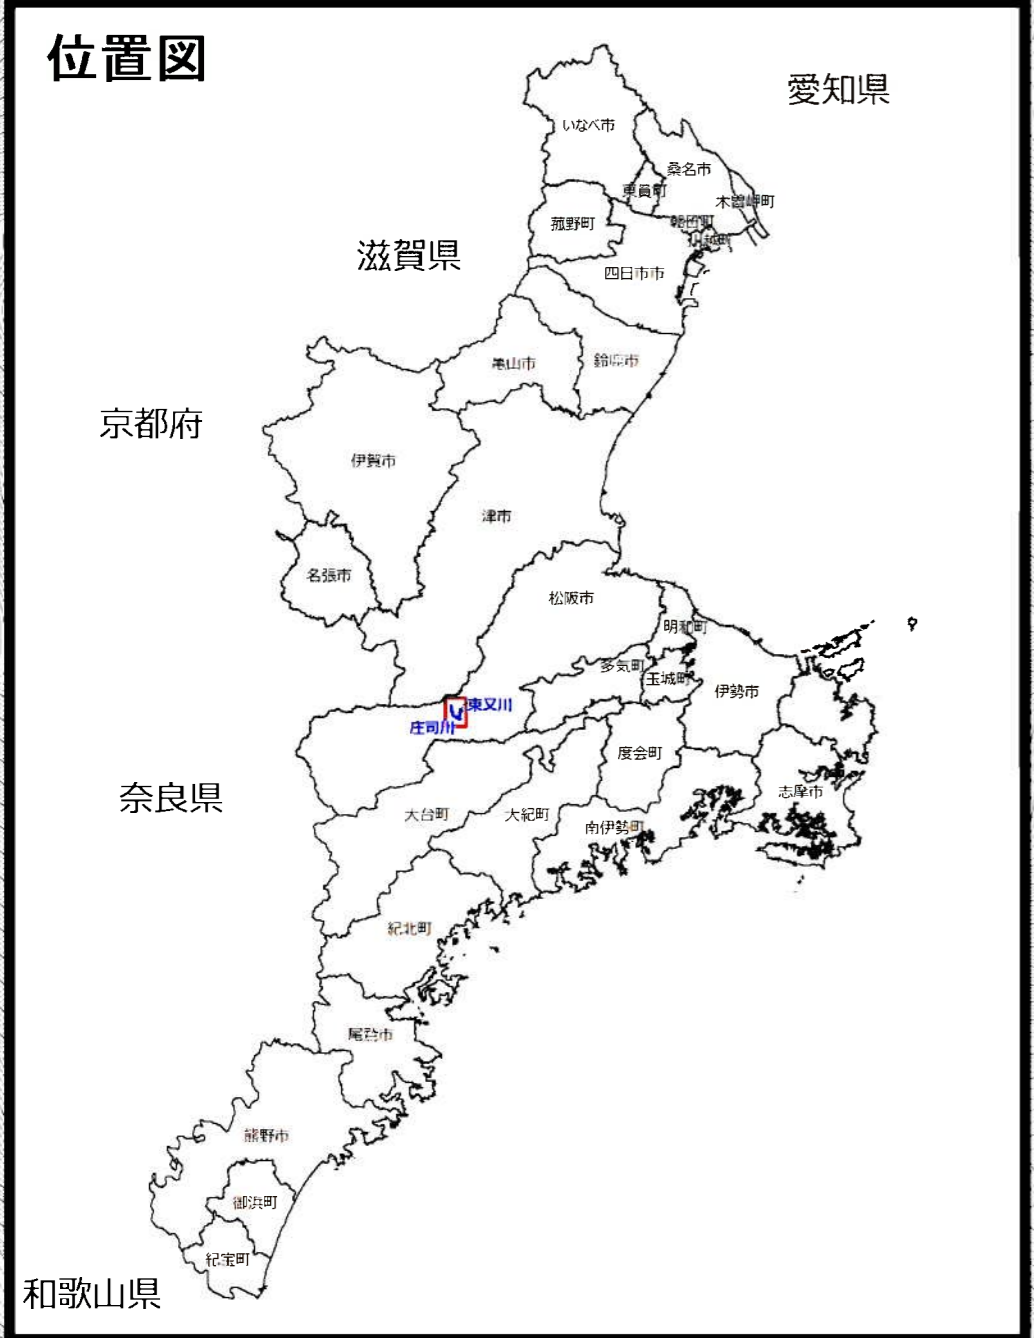 位置図
愛知県
いなべ市
桑名市
東員町
木曽岬町
菰野町
朝日町
川越町
滋賀県
四日市市
亀山市
鈴鹿市
京都府
伊賀市
津市
名張市
松阪市
明和町
多気町
玉城町
伊勢市
東又川
庄司川
度会町
奈良県
志摩市
大台町
大紀町
南伊勢町
紀北町
尾鷲市
熊野市
御浜町
紀宝町
和歌山県